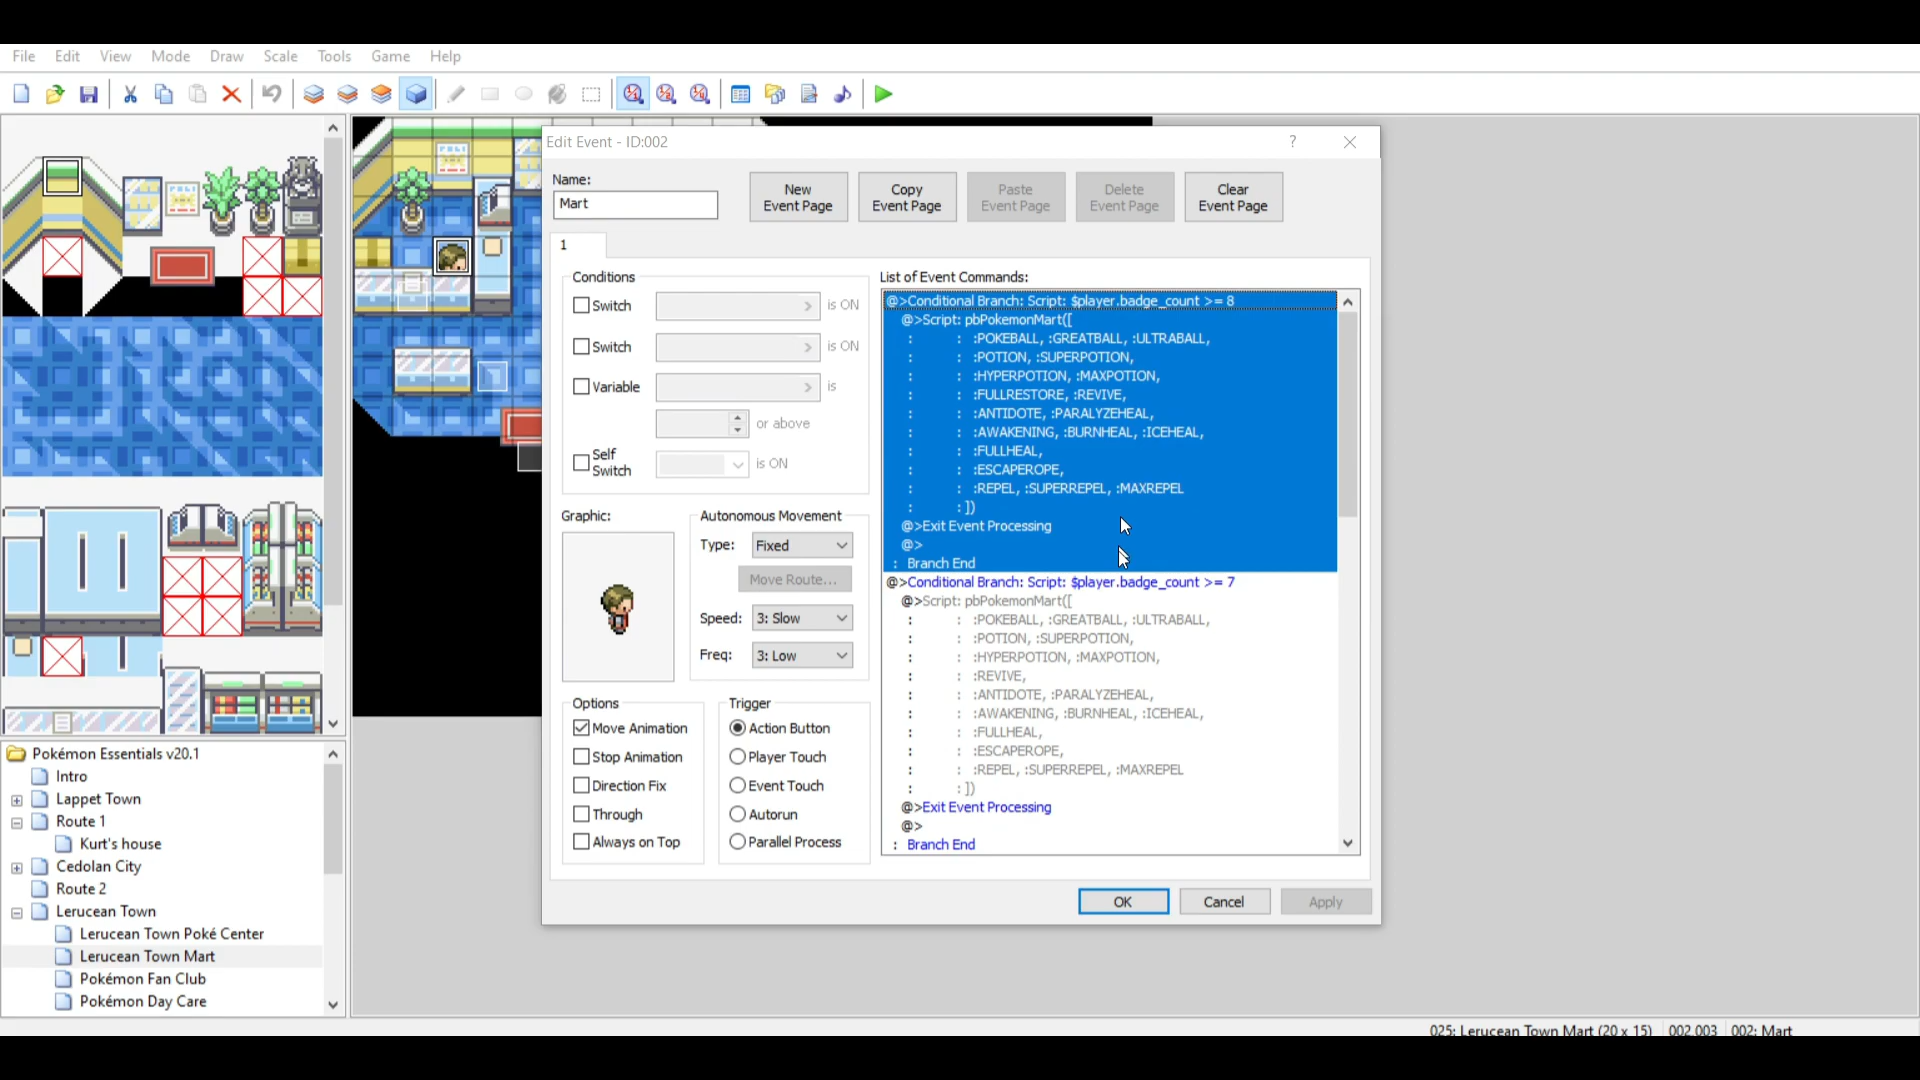 File Edit View Mode Draw Scale Tools Game Help
Edit Event - ID:002
?
Name:
Mart
New
Event Page
Copy
Event Page
Paste
Event Page
Delete
Event Page
Clear
Event Page
1
Conditions
Switch
is ON
Switch
is ON
Variable
is
or above
Self
Switch
is ON
Graphic:
Autonomous Movement
Type: Fixed
Move Route...
Speed: 3: Slow
Freq: 3: Low
Options
Move Animation
Stop Animation
Direction Fix
Through
Always on Top
Trigger
Action Button
Player Touch
Event Touch
Autorun
Parallel Process
List of Event Commands:
@>Conditional Branch: Script: $player.badge_count >= 8
@>Script: pbPokemonMart([
: : :POKEBALL, :GREATBALL, :ULTRABALL,
: : :POTION, :SUPERPOTION,
: : :HYPERPOTION, :MAXPOTION,
: : :FULLRESTORE, :REVIVE,
: : :ANTIDOTE, :PARALYZEHEAL,
: : :AWAKENING, :BURNHEAL, :ICEHEAL,
: : :FULLHEAL,
: : :ESCAPEROPE,
: : :REPEL, :SUPERREPEL, :MAXREPEL
: :])
@>Exit Event Processing
@>
: Branch End
@>Conditional Branch: Script: $player.badge_count >= 7
@>Script: pbPokemonMart([
: : :POKEBALL, :GREATBALL, :ULTRABALL,
: : :POTION, :SUPERPOTION,
: : :HYPERPOTION, :MAXPOTION,
: : :REVIVE,
: : :ANTIDOTE, :PARALYZEHEAL,
: : :AWAKENING, :BURNHEAL, :ICEHEAL,
: : :FULLHEAL,
: : :ESCAPEROPE,
: : :REPEL, :SUPERREPEL, :MAXREPEL
: :])
@>Exit Event Processing
@>
: Branch End
OK Cancel Apply
Pokémon Essentials v20.1
Intro
Lappet Town
Route 1
Kurt's house
Cedolan City
Route 2
Lerucean Town
Lerucean Town Poké Center
Lerucean Town Mart
Pokémon Fan Club
Pokémon Day Care
025: Lerucean Town Mart (20 x 15) 002,003 002: Mart